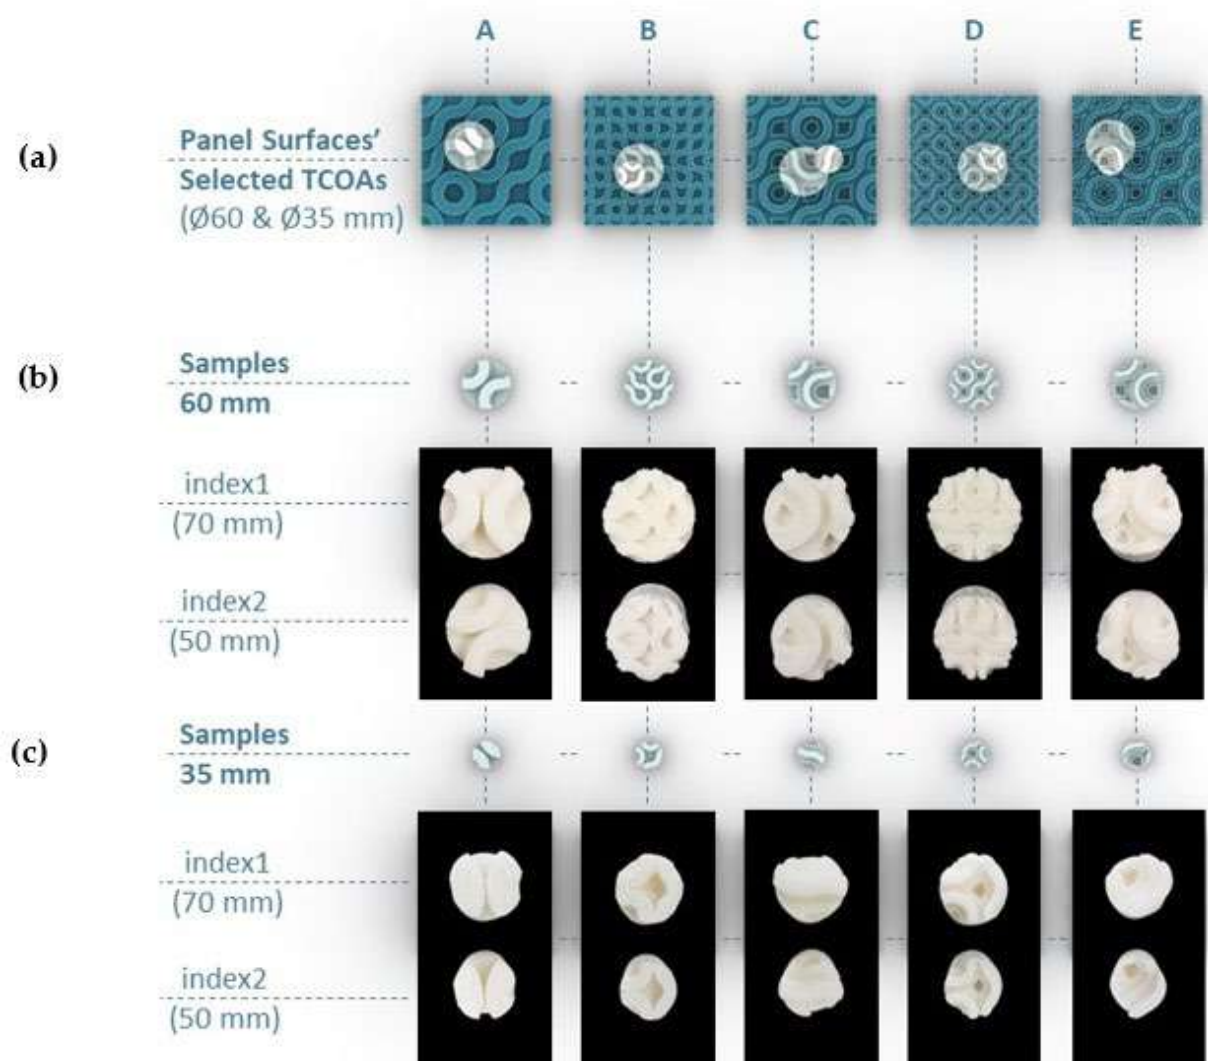 A B C D E
(a)
Panel Surfaces’
Selected TCOAs
(Ø60 & Ø35 mm)
(b)
Samples
60 mm
index1
(70 mm)
index2
(50 mm)
(c)
Samples
35 mm
index1
(70 mm)
index2
(50 mm)